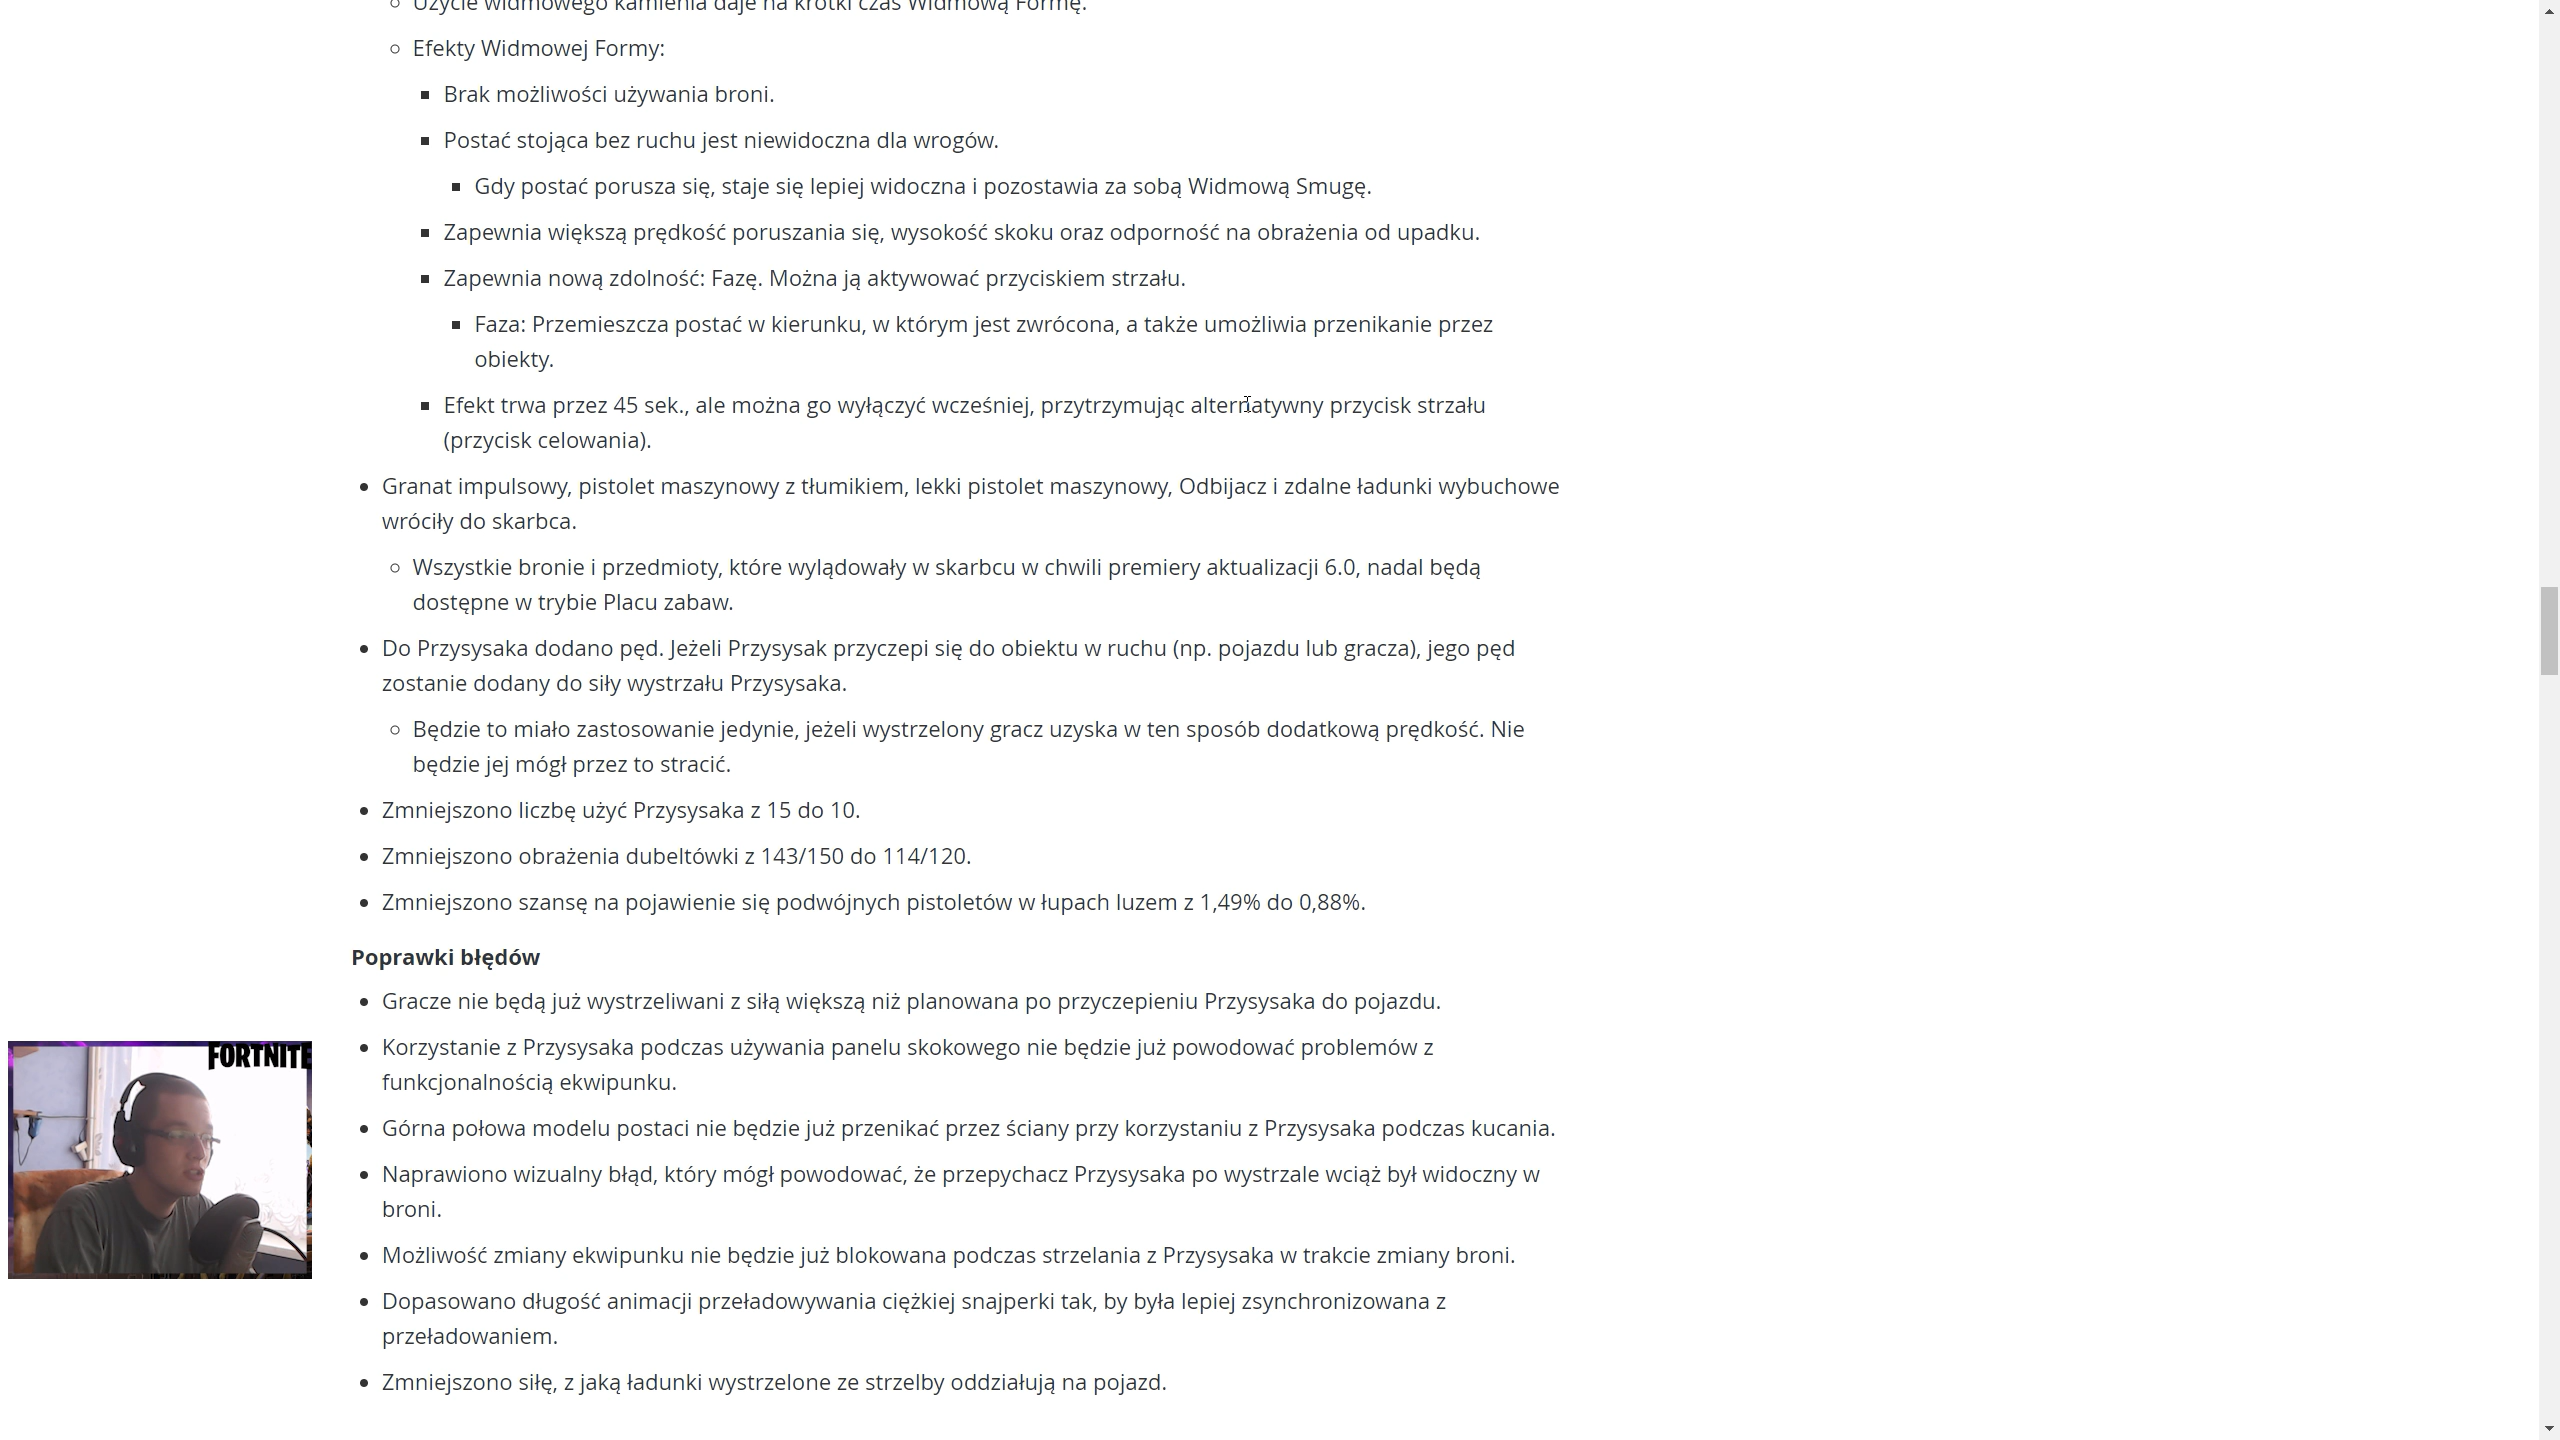 Użycie widmowego kamienia daje na krótki czas Widmową Formę.
Efekty Widmowej Formy:
Brak możliwości używania broni.
Postać stojąca bez ruchu jest niewidoczna dla wrogów.
Gdy postać porusza się, staje się lepiej widoczna i pozostawia za sobą Widmową Smugę.
Zapewnia większą prędkość poruszania się, wysokość skoku oraz odporność na obrażenia od upadku.
Zapewnia nową zdolność: Fazę. Można ją aktywować przyciskiem strzału.
Faza: Przemieszcza postać w kierunku, w którym jest zwrócona, a także umożliwia przenikanie przez
obiekty.
Efekt trwa przez 45 sek., ale można go wyłączyć wcześniej, przytrzymując alternatywny przycisk strzału
(przycisk celowania).
Granat impulsowy, pistolet maszynowy z tłumikiem, lekki pistolet maszynowy, Odbijacz i zdalne ładunki wybuchowe
wróciły do skarbca.
Wszystkie bronie i przedmioty, które wylądowały w skarbcu w chwili premiery aktualizacji 6.0, nadal będą
dostępne w trybie Placu zabaw.
Do Przysysaka dodano pęd. Jeżeli Przysysak przyczepi się do obiektu w ruchu (np. pojazdu lub gracza), jego pęd
zostanie dodany do siły wystrzału Przysysaka.
Będzie to miało zastosowanie jedynie, jeżeli wystrzelony gracz uzyska w ten sposób dodatkową prędkość. Nie
będzie jej mógł przez to stracić.
Zmniejszono liczbę użyć Przysysaka z 15 do 10.
Zmniejszono obrażenia dubeltówki z 143/150 do 114/120.
Zmniejszono szansę na pojawienie się podwójnych pistoletów w łupach luzem z 1,49% do 0,88%.
Poprawki błędów
Gracze nie będą już wystrzeliwani z siłą większą niż planowana po przyczepieniu Przysysaka do pojazdu.
Korzystanie z Przysysaka podczas używania panelu skokowego nie będzie już powodować problemów z
funkcjonalnością ekwipunku.
Górna połowa modelu postaci nie będzie już przenikać przez ściany przy korzystaniu z Przysysaka podczas kucania.
Naprawiono wizualny błąd, który mógł powodować, że przepychacz Przysysaka po wystrzale wciąż był widoczny w
broni.
Możliwość zmiany ekwipunku nie będzie już blokowana podczas strzelania z Przysysaka w trakcie zmiany broni.
Dopasowano długość animacji przeładowywania ciężkiej snajperki tak, by była lepiej zsynchronizowana z
przeładowaniem.
Zmniejszono siłę, z jaką ładunki wystrzelone ze strzelby oddziałują na pojazd.
FORTNITE